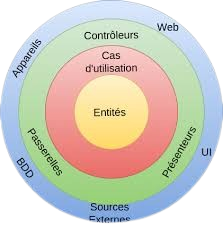 Web
Appareils
Contrôleurs
Cas
d'utilisation
Entités
Passerelles
Présenteurs
BDD
UI
Sources
Externes